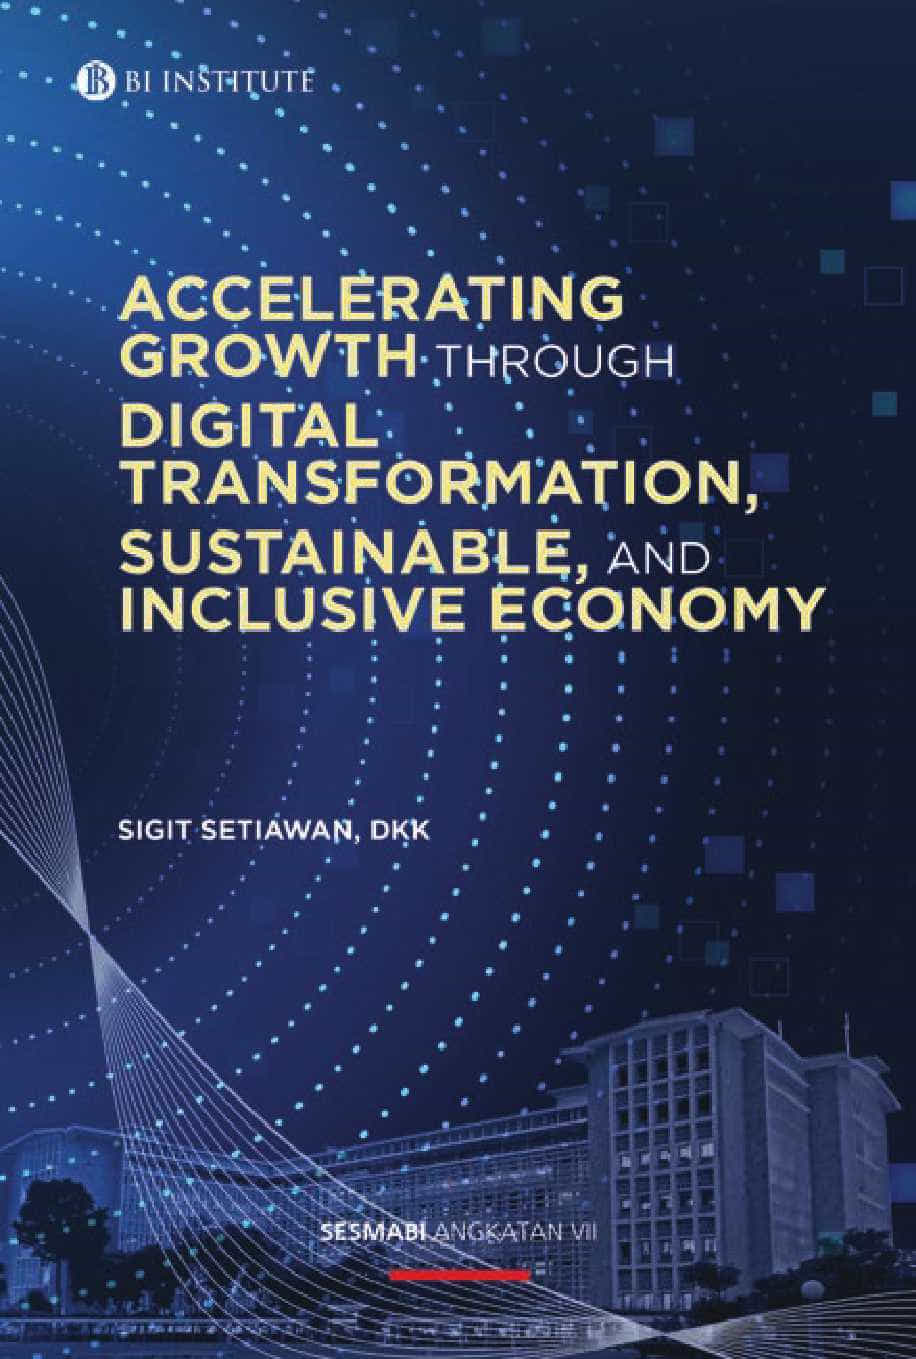 BI INSTITUTE
ACCELERATING
GROWTH THROUGH
DIGITAL
TRANSFORMATION,
SUSTAINABLE, AND
INCLUSIVE ECONOMY
SIGIT SETIAWAN, DKK
SESMABI ANGKATAN VII